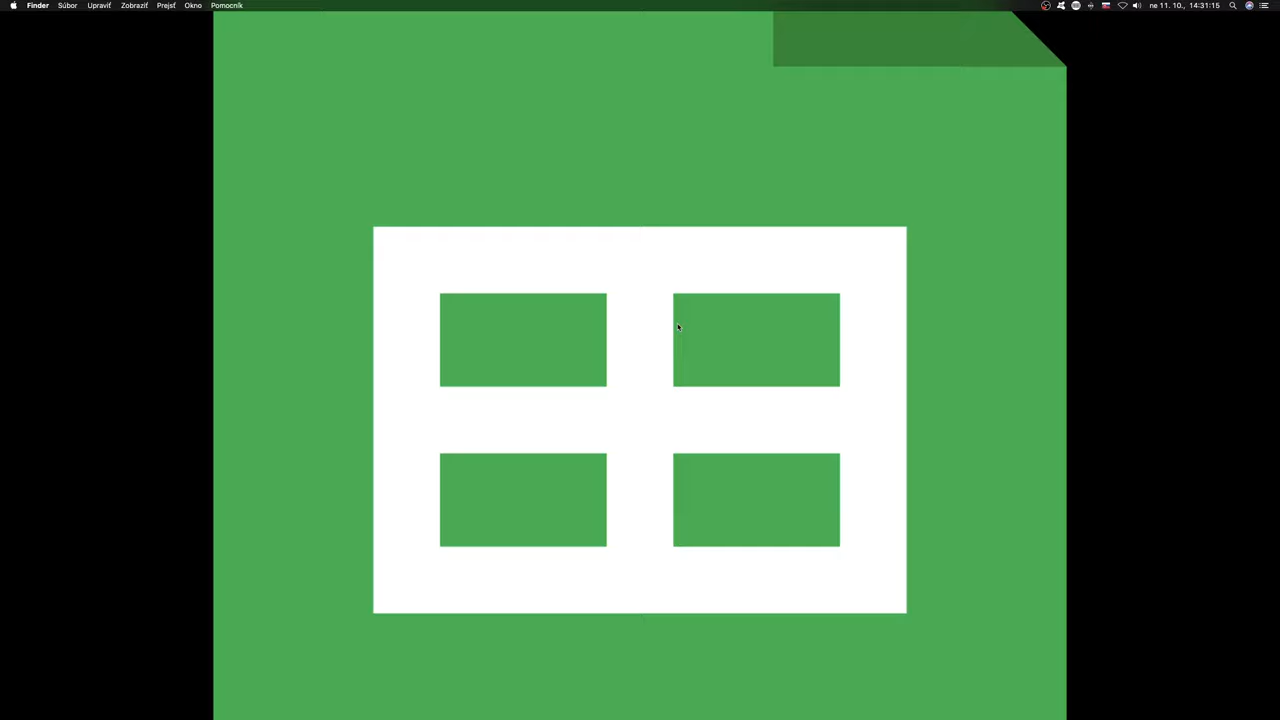 Finder Súbor Upraviť Zobraziť Prejsť Okno Pomocník ne 11. 10., 14:31:15